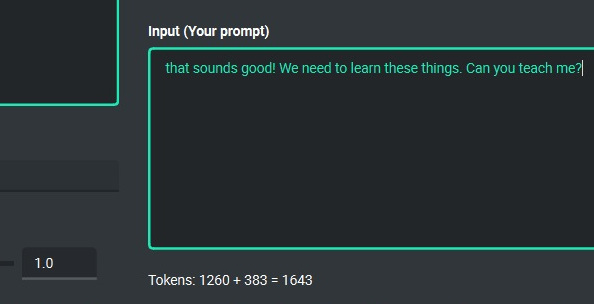 Input (Your prompt)
that sounds good! We need to learn these things. Can you teach me?
1.0
Tokens: 1260 + 383 = 1643